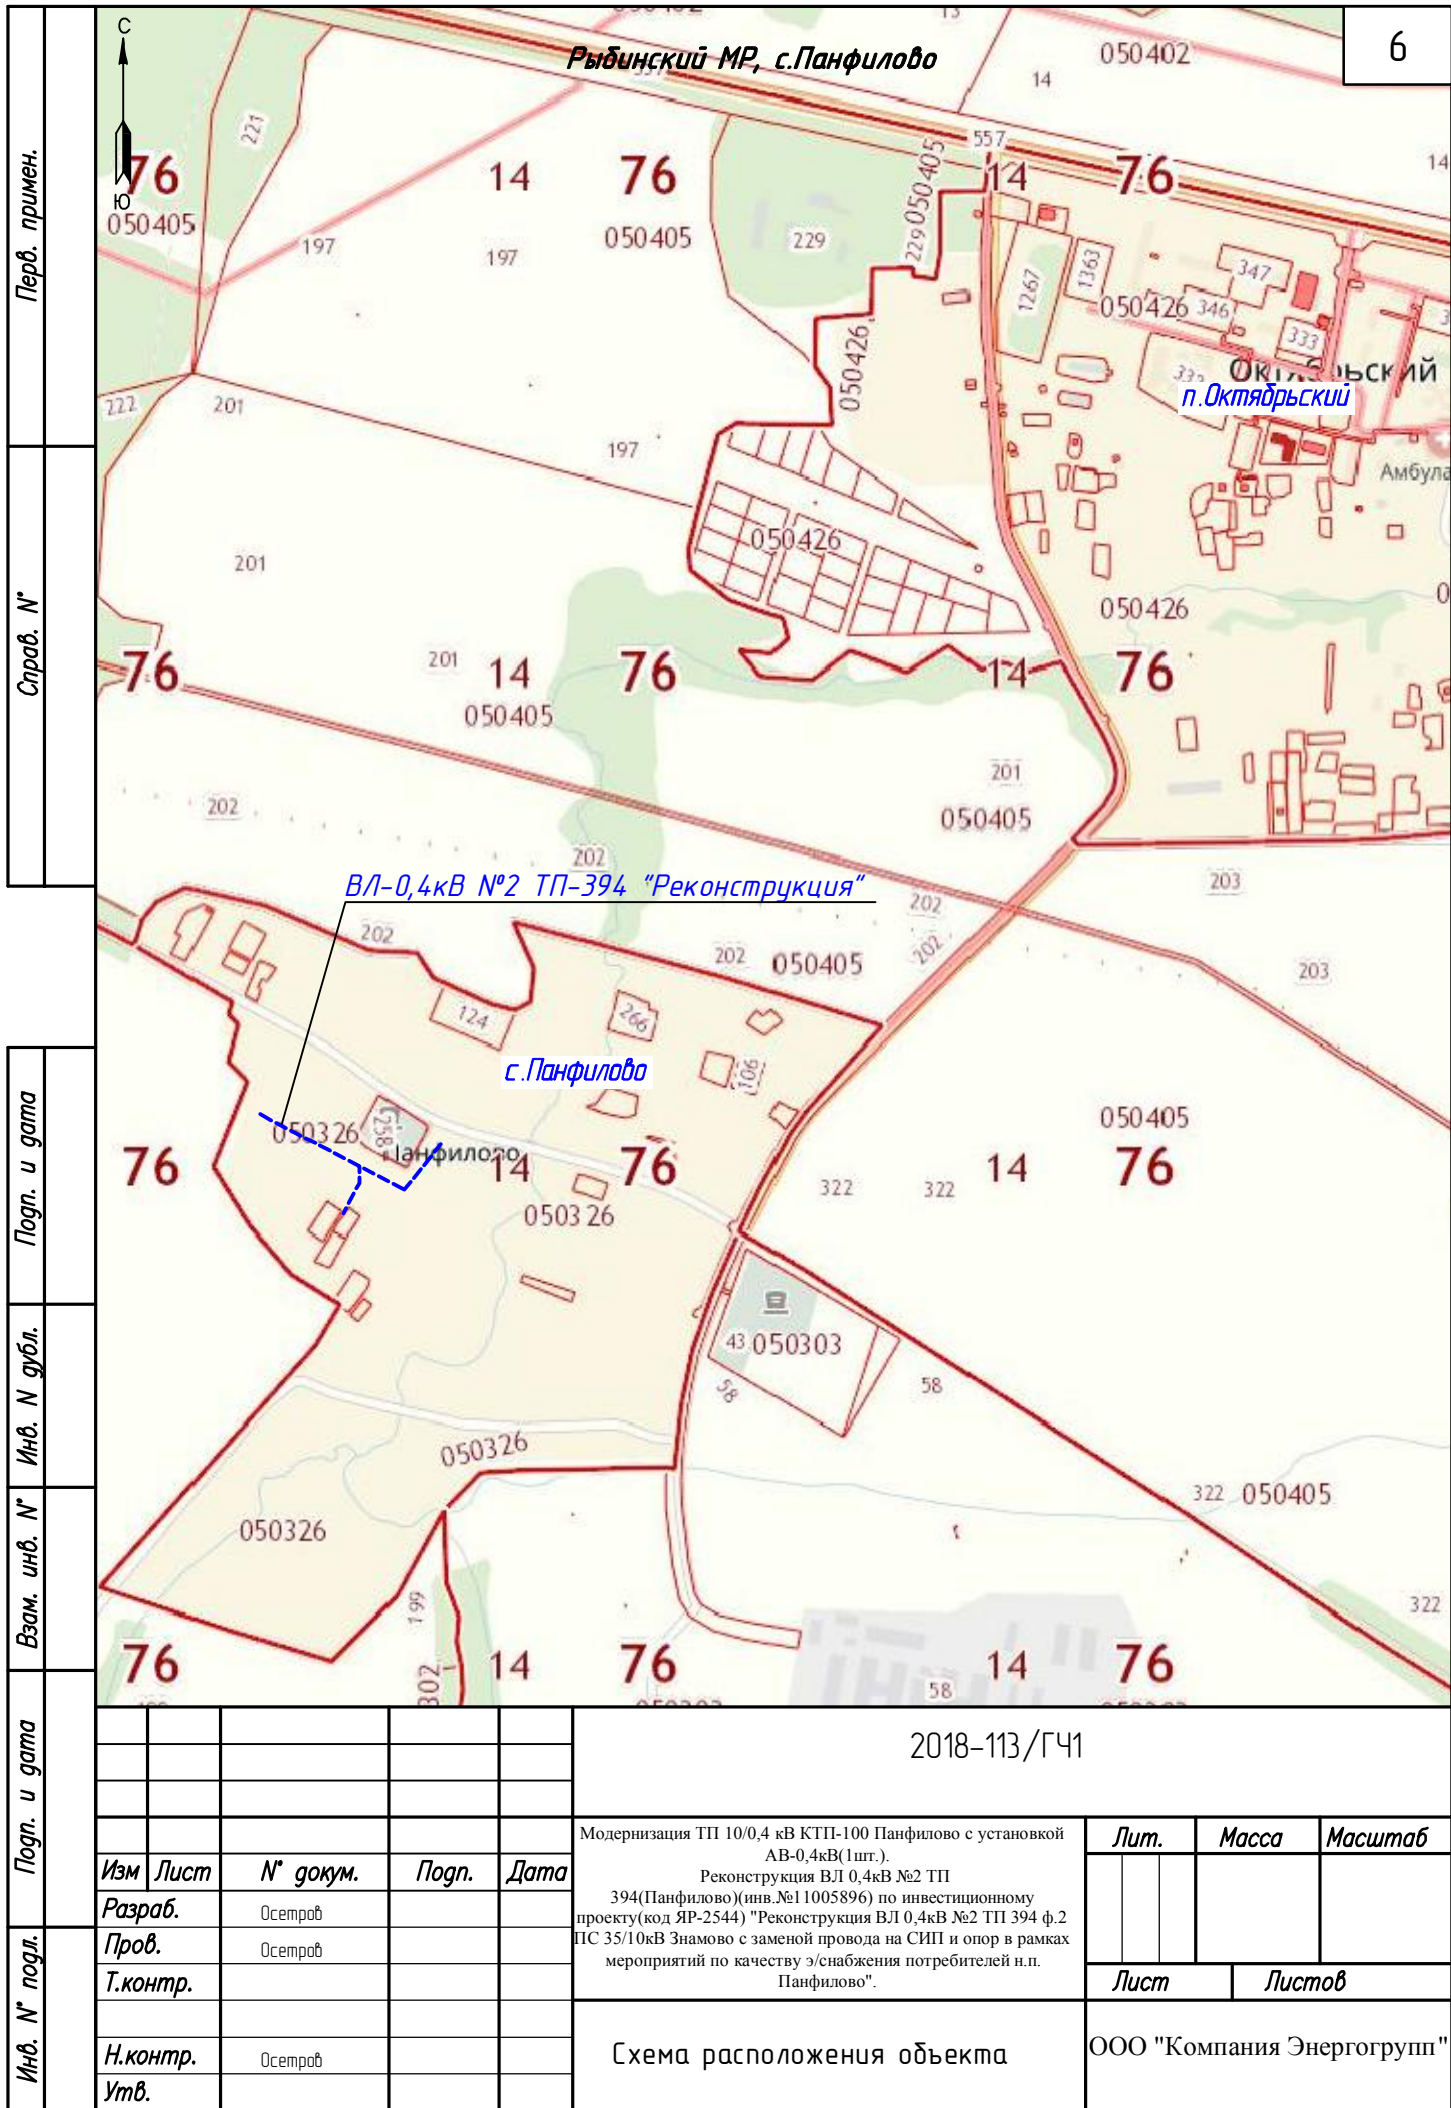 6
С
Рыбинский МР, с.Панфилово
050402
13
14
557
221
76
14
76
14
76
14
Ю
050405
197
197
050405
229
229
050405
1267
1363
347
050426
346
333
Октябрьский
п.Октябрьский
222
201
050426
197
Амбула
201
050426
050426
76
201
14
76
14
76
050405
201
202
050405
202
203
ВЛ-0,4кВ №2 ТП-394 "Реконструкция"
202
202
202
202
050405
203
124
266
с.Панфилово
106
050326
258
Панфилово
050405
76
14
76
14
76
322
322
050326
43
050303
58
58
050326
322
050405
050326
199
322
76
14
76
14
76
302
58
Перв. примен.
Справ. N°
Подп. и дата
Инв. N дубл.
Взам. инв. N°
Подп. и дата
Инв. N° подл.
2018-113/ГЧ1
Модернизация ТП 10/0,4 кВ КТП-100 Панфилово с установкой
АВ-0,4кВ(1шт.).
Реконструкция ВЛ 0,4кВ №2 ТП
394(Панфилово)(инв.№11005896) по инвестиционному
проекту(код ЯР-2544) "Реконструкция ВЛ 0,4кВ №2 ТП 394 ф.2
ПС 35/10кВ Знамово с заменой провода на СИП и опор в рамках
мероприятий по качеству э/снабжения потребителей н.п.
Панфилово".
Лит.
Масса
Масштаб
Изм
Лист
N° докум.
Подп.
Дата
Разраб.
Осетров
Пров.
Осетров
Т.контр.
Лист
Листов
Н.контр.
Осетров
Утв.
Схема расположения объекта
ООО "Компания Энергогрупп"